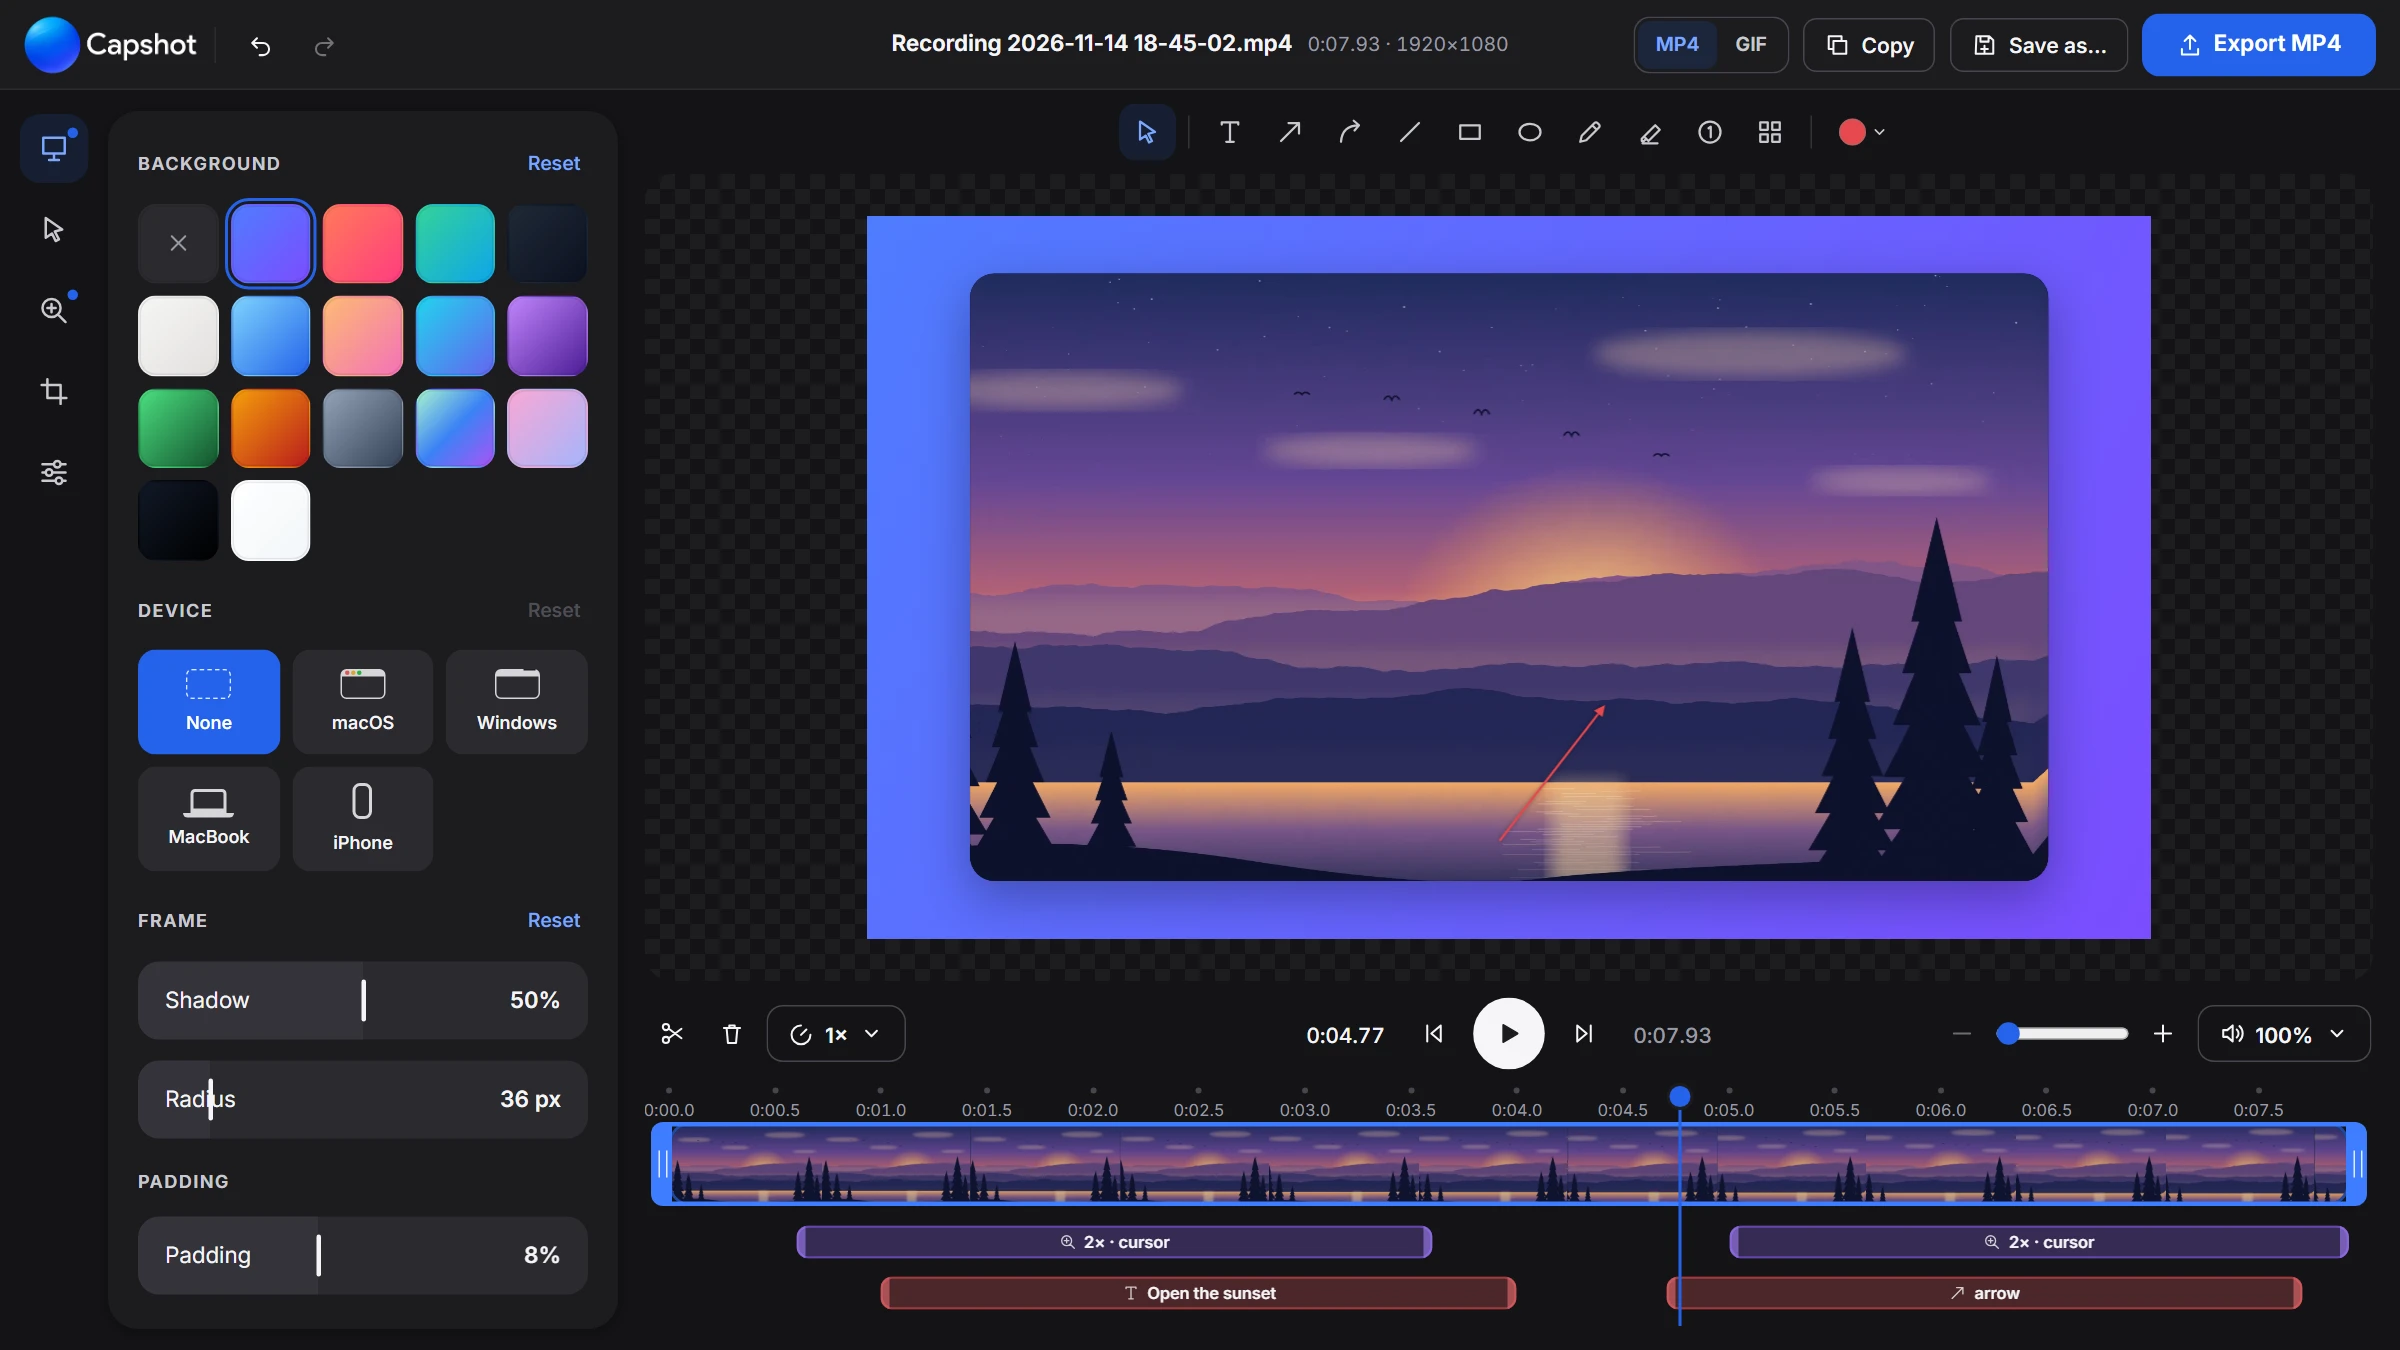 Capshot
Recording 2026-11-14 18-45-02.mp4 0:07.93 · 1920×1080
MP4 GIF
Copy
Save as...
Export MP4
BACKGROUND Reset
DEVICE Reset
None macOS Windows
MacBook iPhone
FRAME Reset
Shadow 50%
Radius 36 px
PADDING
Padding 8%
1× 0:04.77 0:07.93 100%
0:00.0 0:00.5 0:01.0 0:01.5 0:02.0 0:02.5 0:03.0 0:03.5 0:04.0 0:04.5 0:05.0 0:05.5 0:06.0 0:06.5 0:07.0 0:07.5
2× · cursor 2× · cursor
Open the sunset arrow